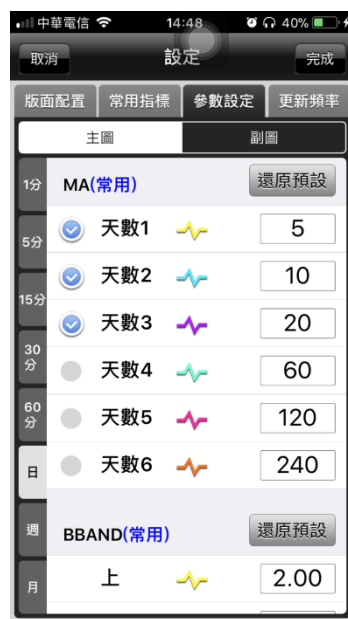 中華電信 14:48 40%
取消 設定 完成
版面配置 常用指標 參數設定 更新頻率
主圖 副圖
1分
5分
15分
30分
60分
日
週
月
MA(常用) 還原預設
天數1 5
天數2 10
天數3 20
天數4 60
天數5 120
天數6 240
BBAND(常用) 還原預設
上 2.00